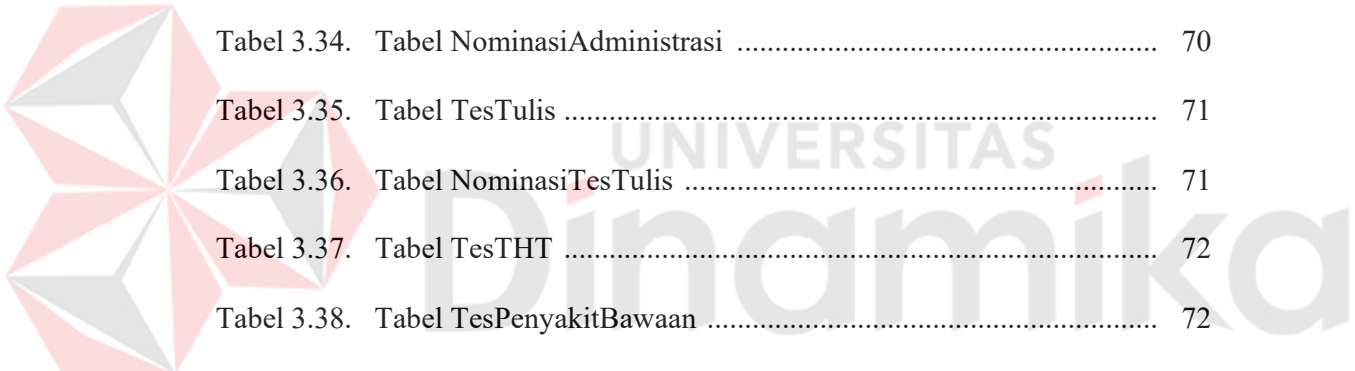 Tabel 3.34. Tabel NominasiAdministrasi ............................................................... 70
Tabel 3.35. Tabel TesTulis ......................................................................................... 71
UNIVERSITAS
Tabel 3.36. Tabel NominasiTesTulis ....................................................................... 71
Dinamika
Tabel 3.37. Tabel TesTHT ......................................................................................... 72
Tabel 3.38. Tabel TesPenyakitBawaan .................................................................... 72